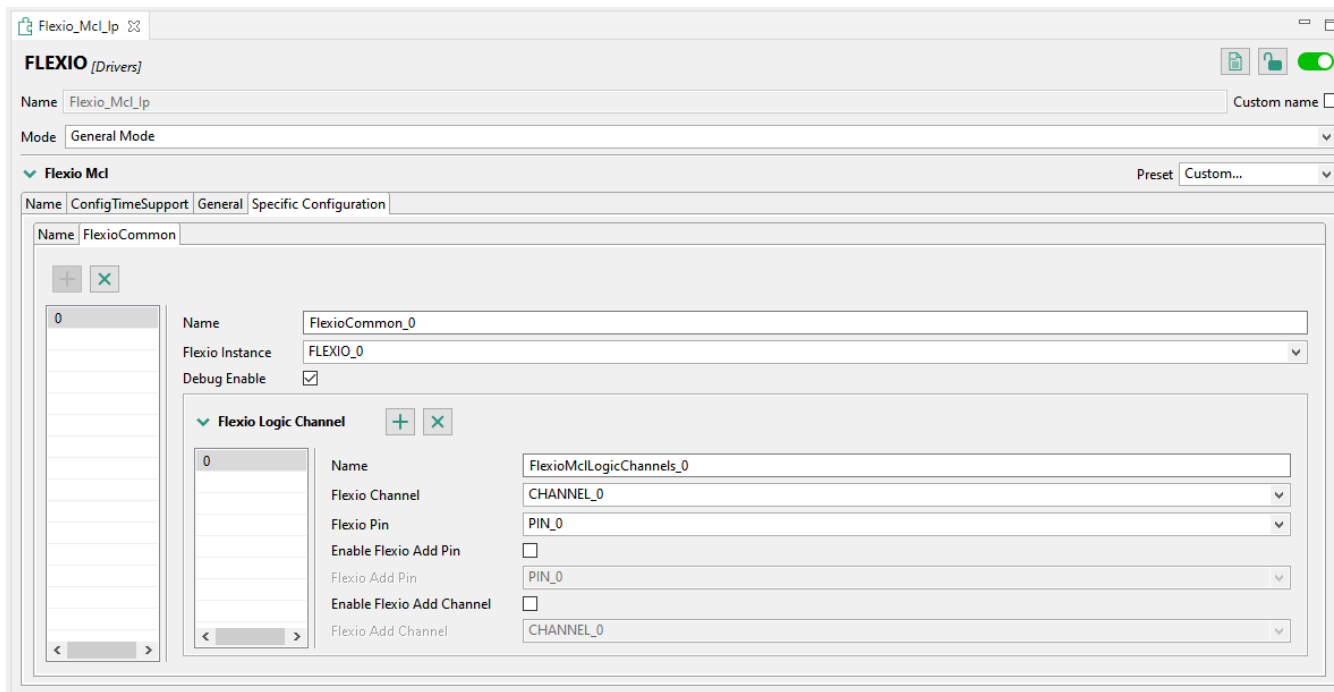 Flexio_Mcl_Ip
FLEXIO [Drivers]
Name Flexio_Mcl_Ip Custom name
Mode General Mode
Flexio Mcl Preset Custom...
Name ConfigTimeSupport General Specific Configuration
Name FlexioCommon
0
Name FlexioCommon_0
Flexio Instance FLEXIO_0
Debug Enable
Flexio Logic Channel
0
Name FlexioMclLogicChannels_0
Flexio Channel CHANNEL_0
Flexio Pin PIN_0
Enable Flexio Add Pin
Flexio Add Pin PIN_0
Enable Flexio Add Channel
Flexio Add Channel CHANNEL_0